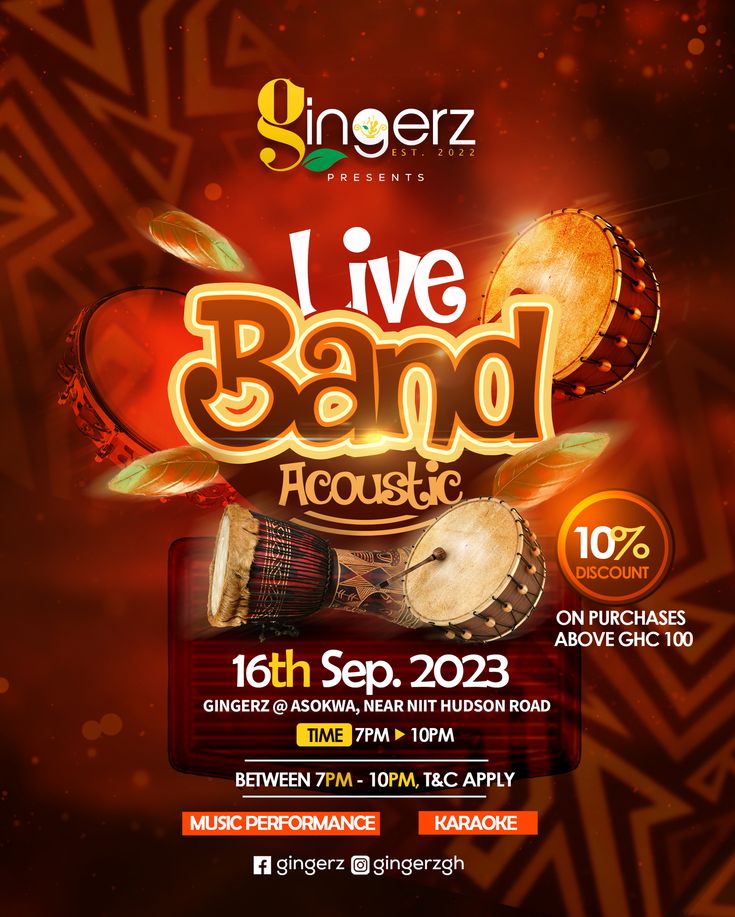 gingerz
EST. 2022
PRESENTS
Live
Band
Acoustic
10%
DISCOUNT
ON PURCHASES
ABOVE GHC 100
16th Sep. 2023
GINGERZ @ ASOKWA, NEAR NIIT HUDSON ROAD
TIME 7PM 10PM
BETWEEN 7PM - 10PM, T&C APPLY
MUSIC PERFORMANCE KARAOKE
gingerz gingerzgh